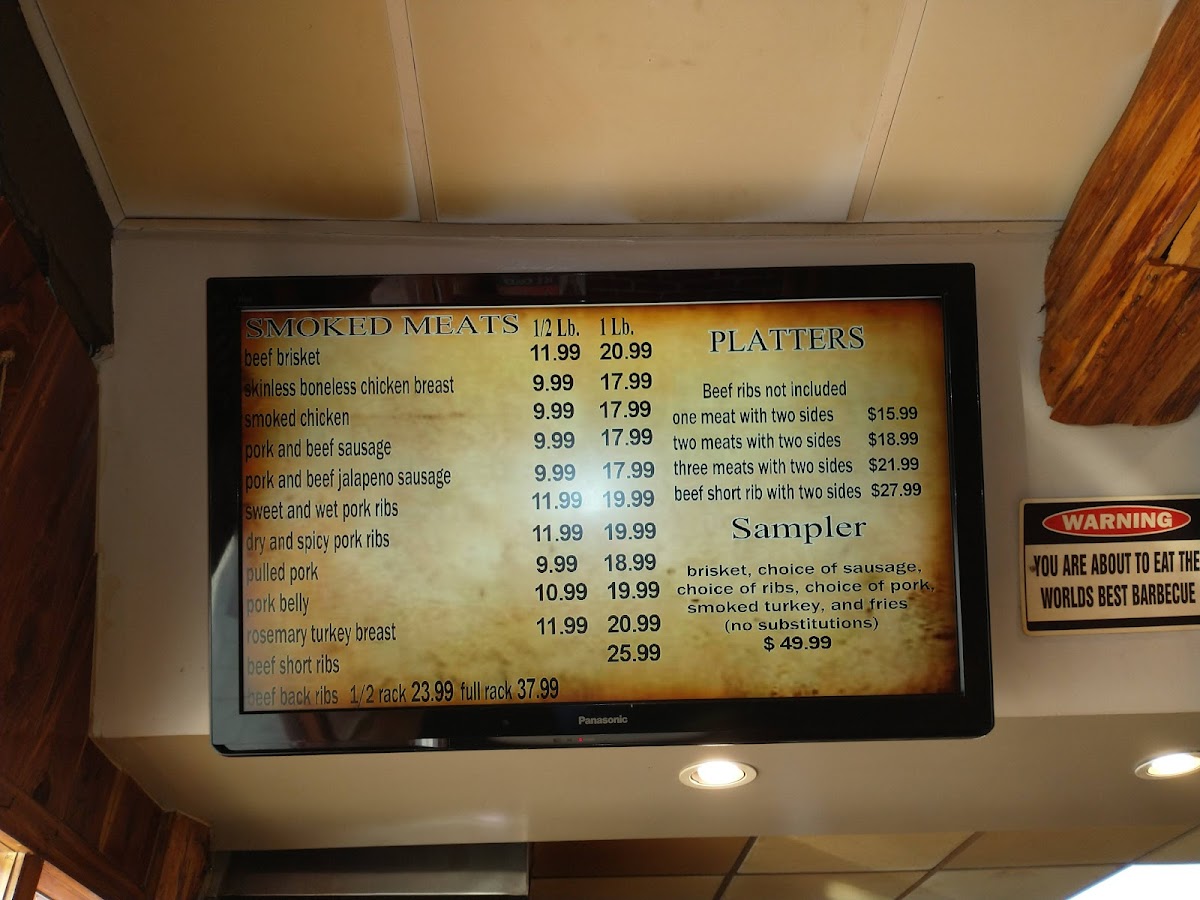 SMOKED MEATS 1/2 Lb. 1 Lb.
beef brisket 11.99 20.99
skinless boneless chicken breast 9.99 17.99
smoked chicken 9.99 17.99
pork and beef sausage 9.99 17.99
pork and beef jalapeno sausage 9.99 17.99
sweet and wet pork ribs 11.99 19.99
dry and spicy pork ribs 11.99 19.99
pulled pork 9.99 18.99
pork belly 10.99 19.99
rosemary turkey breast 11.99 20.99
beef short ribs 25.99
beef back ribs 1/2 rack 23.99 full rack 37.99
PLATTERS
Beef ribs not included
one meat with two sides $15.99
two meats with two sides $18.99
three meats with two sides $21.99
beef short rib with two sides $27.99
Sampler
brisket, choice of sausage,
choice of ribs, choice of pork,
smoked turkey, and fries
(no substitutions)
$ 49.99
Panasonic
WARNING
YOU ARE ABOUT TO EAT THE
WORLDS BEST BARBECUE